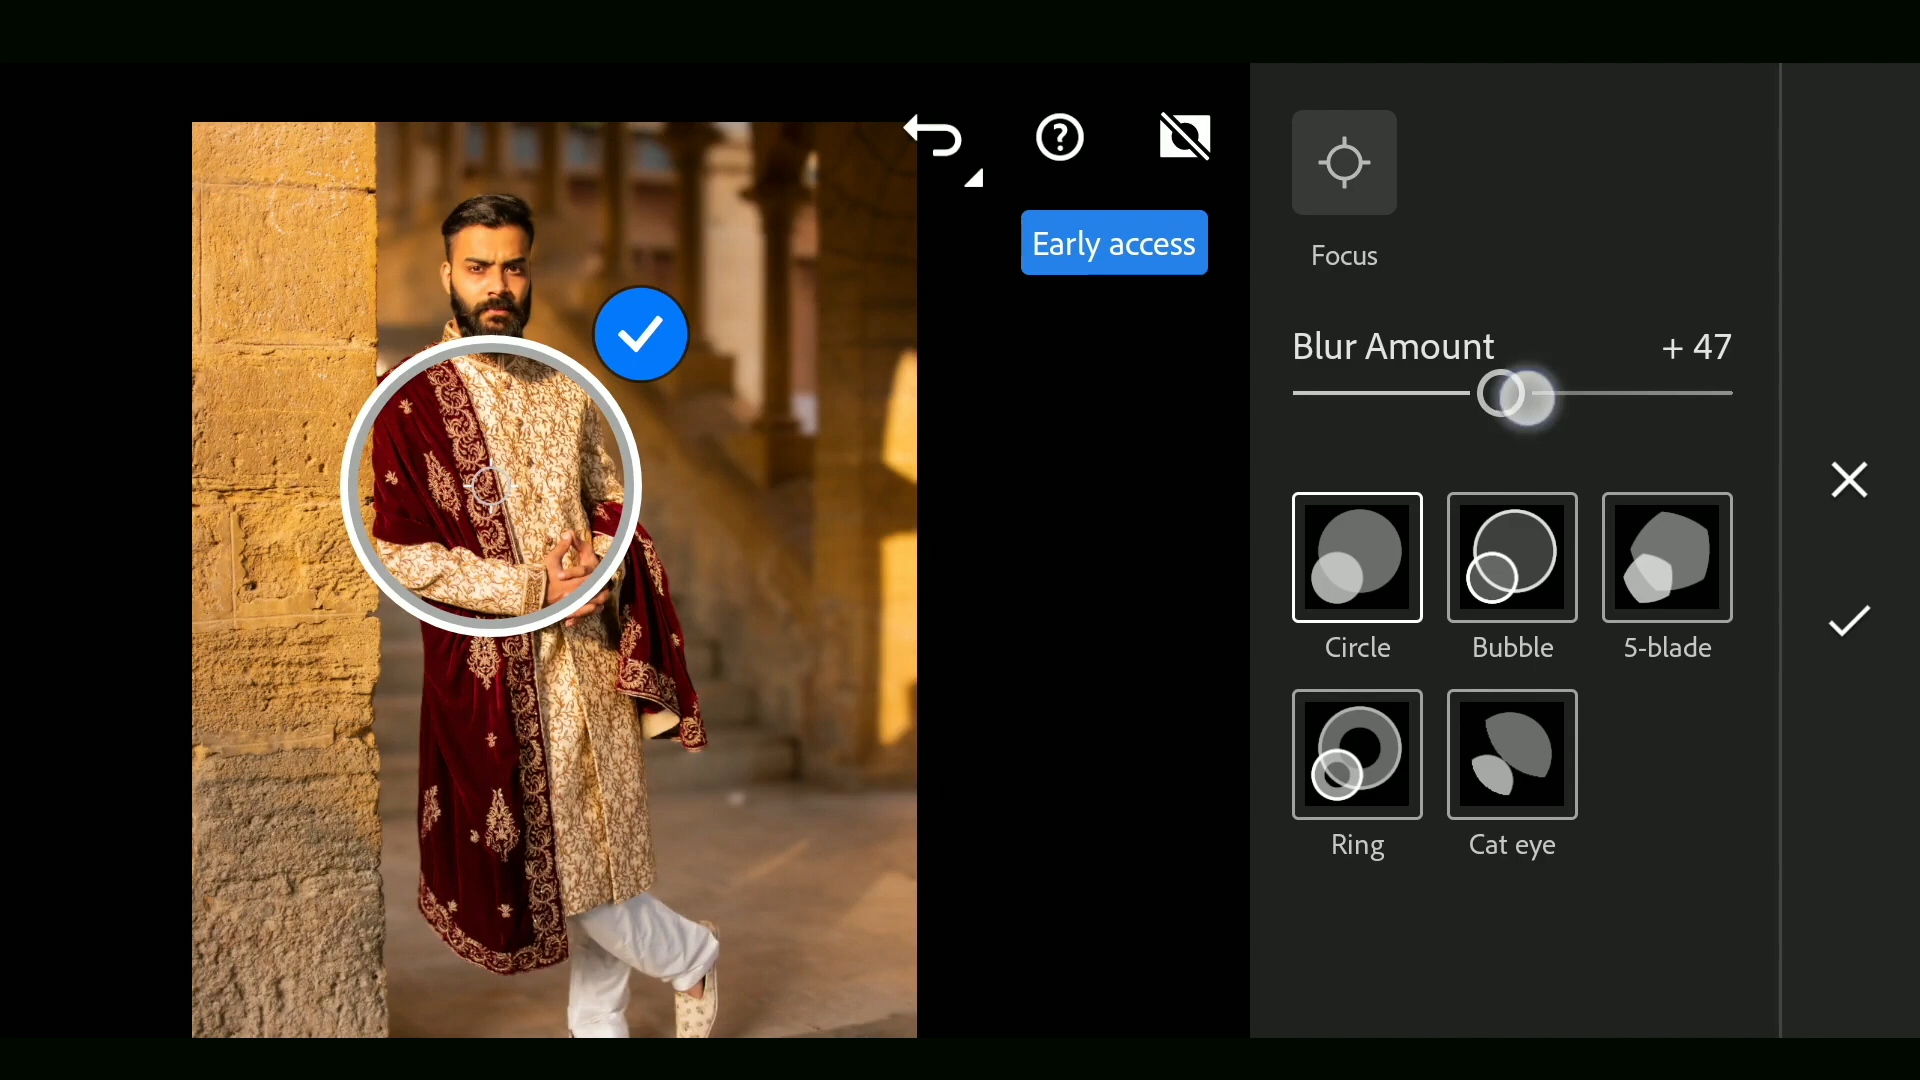 Early access
Focus
Blur Amount + 47
Circle Bubble 5-blade
Ring Cat eye